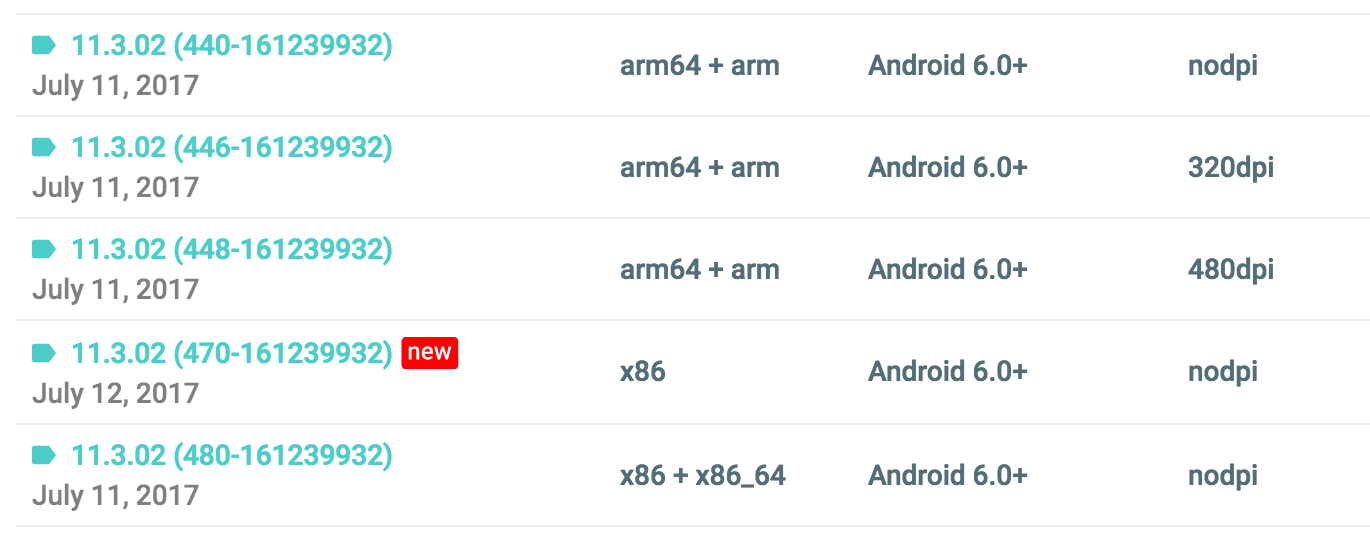 11.3.02 (440-161239932)
July 11, 2017
arm64 + arm
Android 6.0+
nodpi
11.3.02 (446-161239932)
July 11, 2017
arm64 + arm
Android 6.0+
320dpi
11.3.02 (448-161239932)
July 11, 2017
arm64 + arm
Android 6.0+
480dpi
11.3.02 (470-161239932) new
July 12, 2017
x86
Android 6.0+
nodpi
11.3.02 (480-161239932)
July 11, 2017
x86 + x86_64
Android 6.0+
nodpi